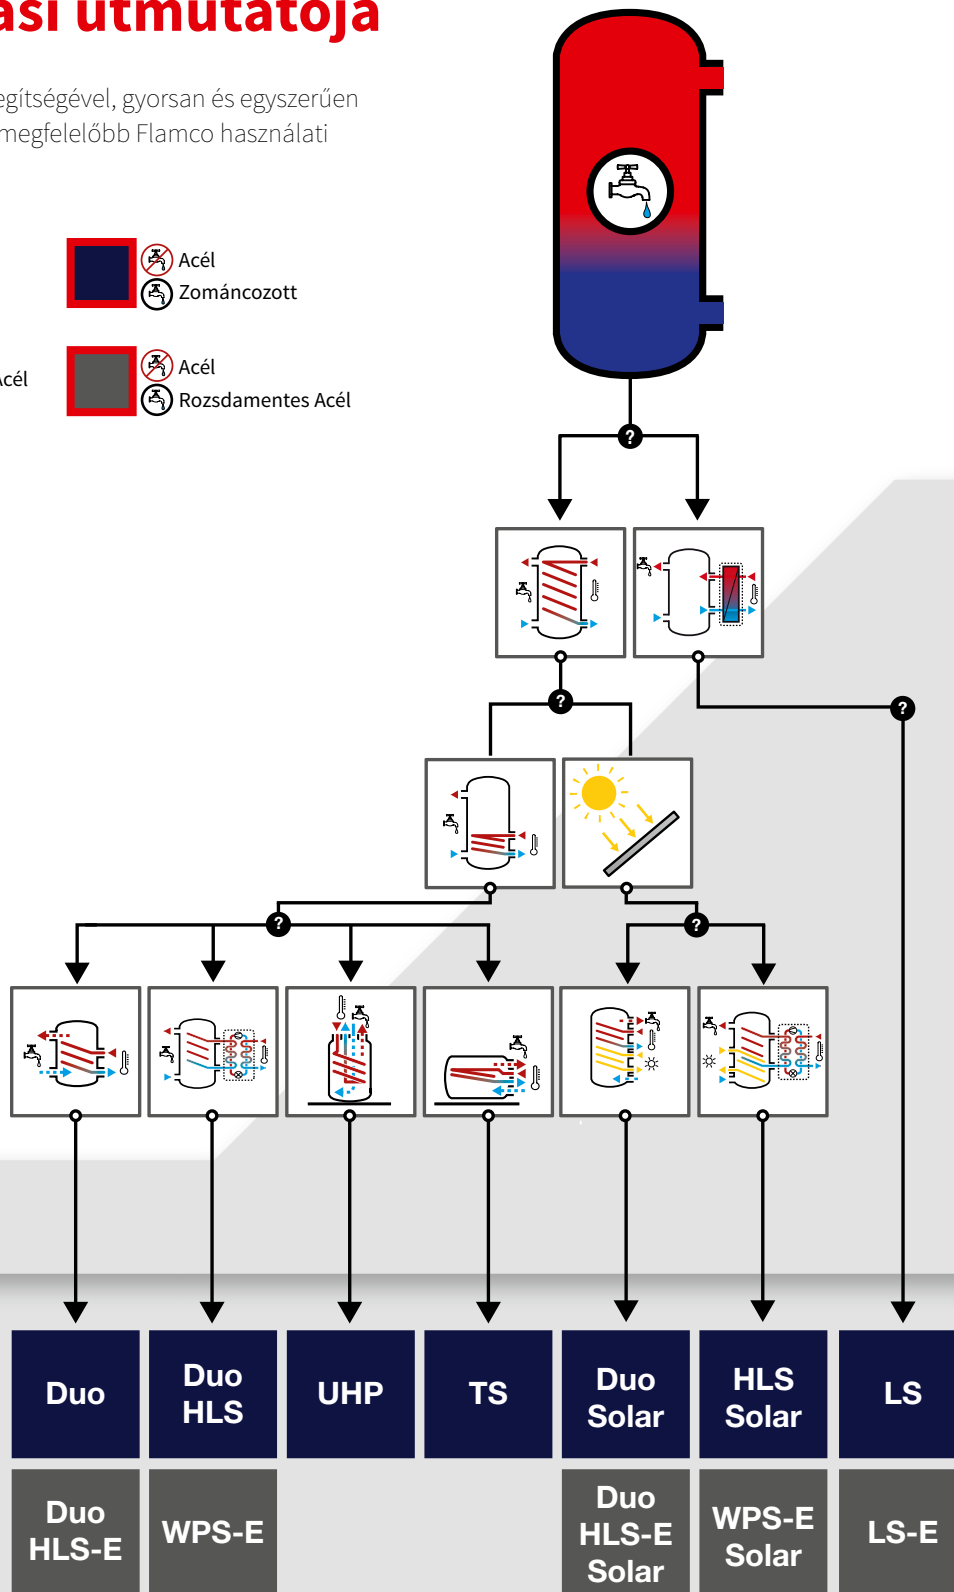 ási útmutatója
egítségével, gyorsan és egyszerűen
megfelelőbb Flamco használati
Acél
Zománcozott
Acél
Acél
Rozsdamentes Acél
?
?
?
?
?
Duo
Duo
HLS
UHP
TS
Duo
Solar
HLS
Solar
LS
Duo
HLS-E
WPS-E
Duo
HLS-E
Solar
WPS-E
Solar
LS-E